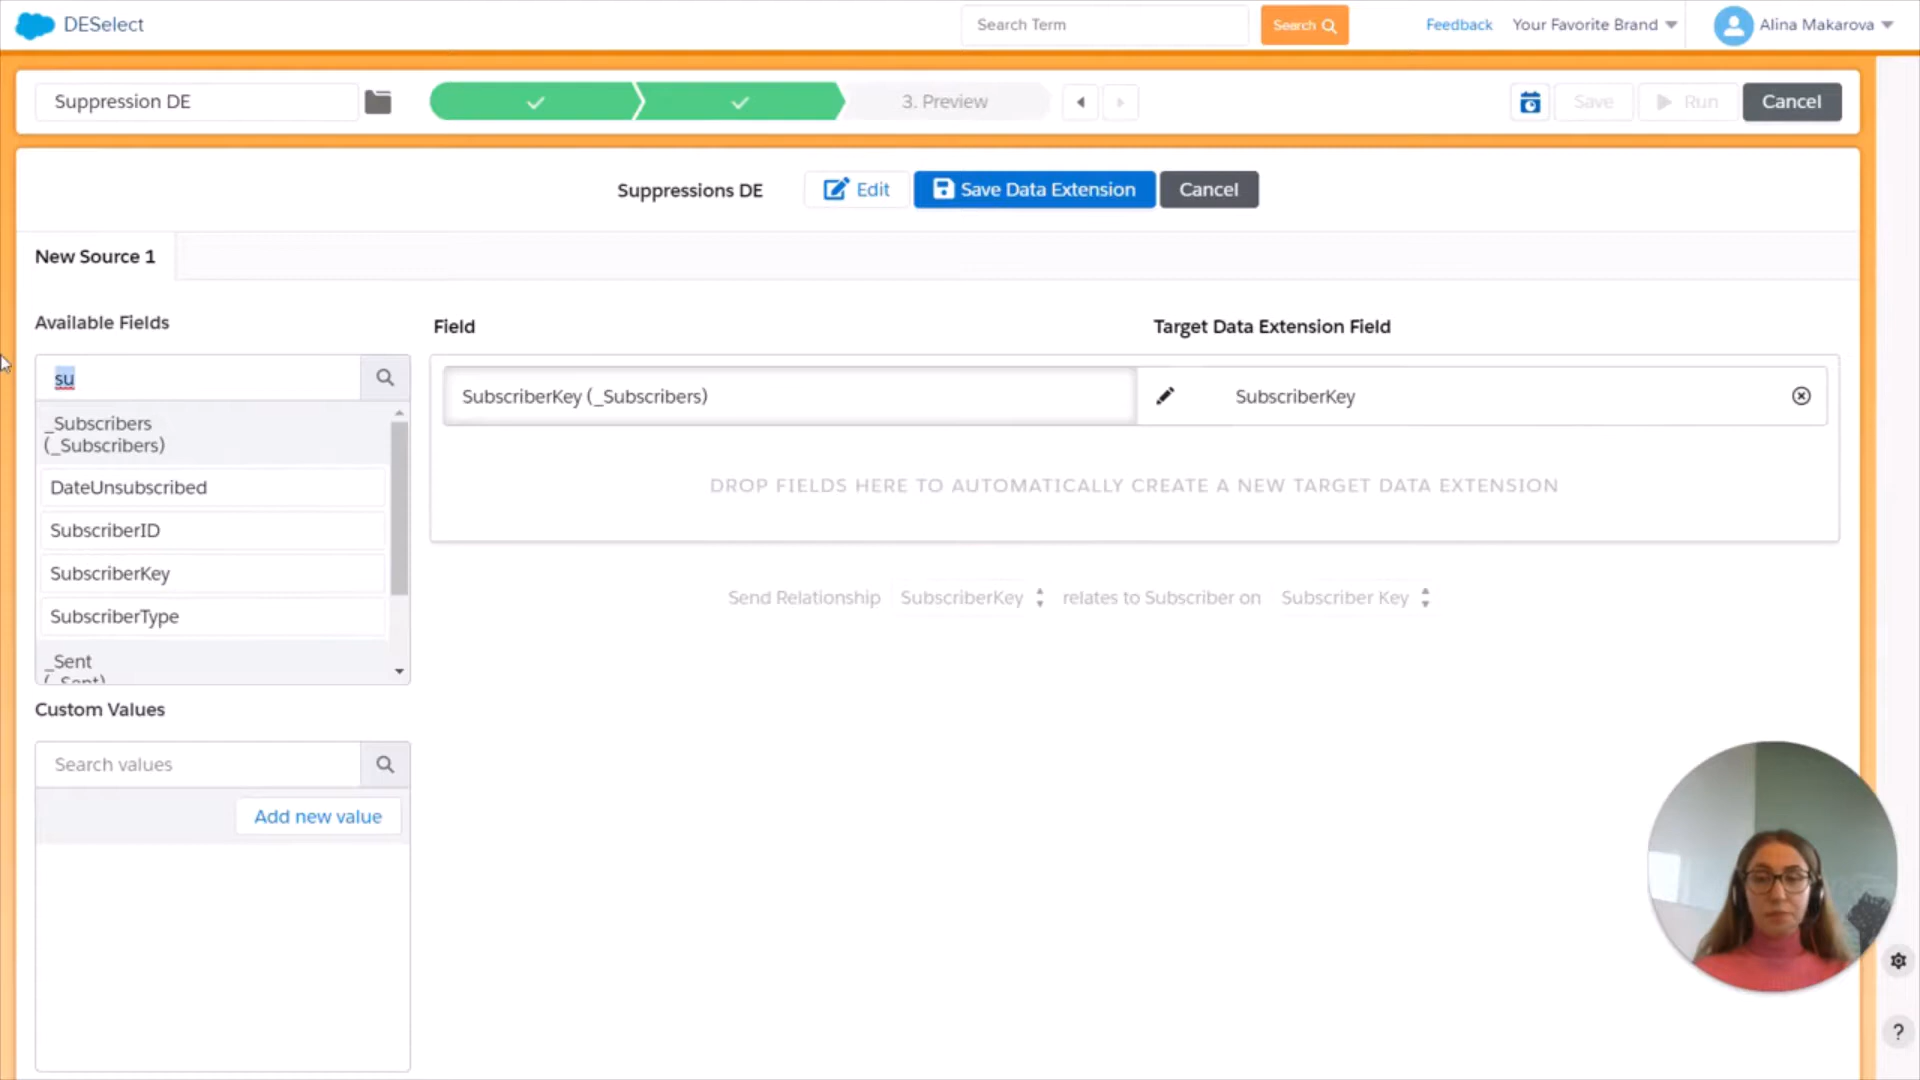 DESelect
Search Term
Search
Feedback
Your Favorite Brand
Alina Makarova
Suppression DE
3. Preview
Save
Run
Cancel
Suppressions DE
Edit
Save Data Extension
Cancel
New Source 1
Available Fields
su
_Subscribers
(_Subscribers)
DateUnsubscribed
SubscriberID
SubscriberKey
SubscriberType
_Sent
(_Sent)
Custom Values
Search values
Add new value
Field
Target Data Extension Field
SubscriberKey (_Subscribers)
SubscriberKey
DROP FIELDS HERE TO AUTOMATICALLY CREATE A NEW TARGET DATA EXTENSION
Send Relationship SubscriberKey relates to Subscriber on Subscriber Key
?